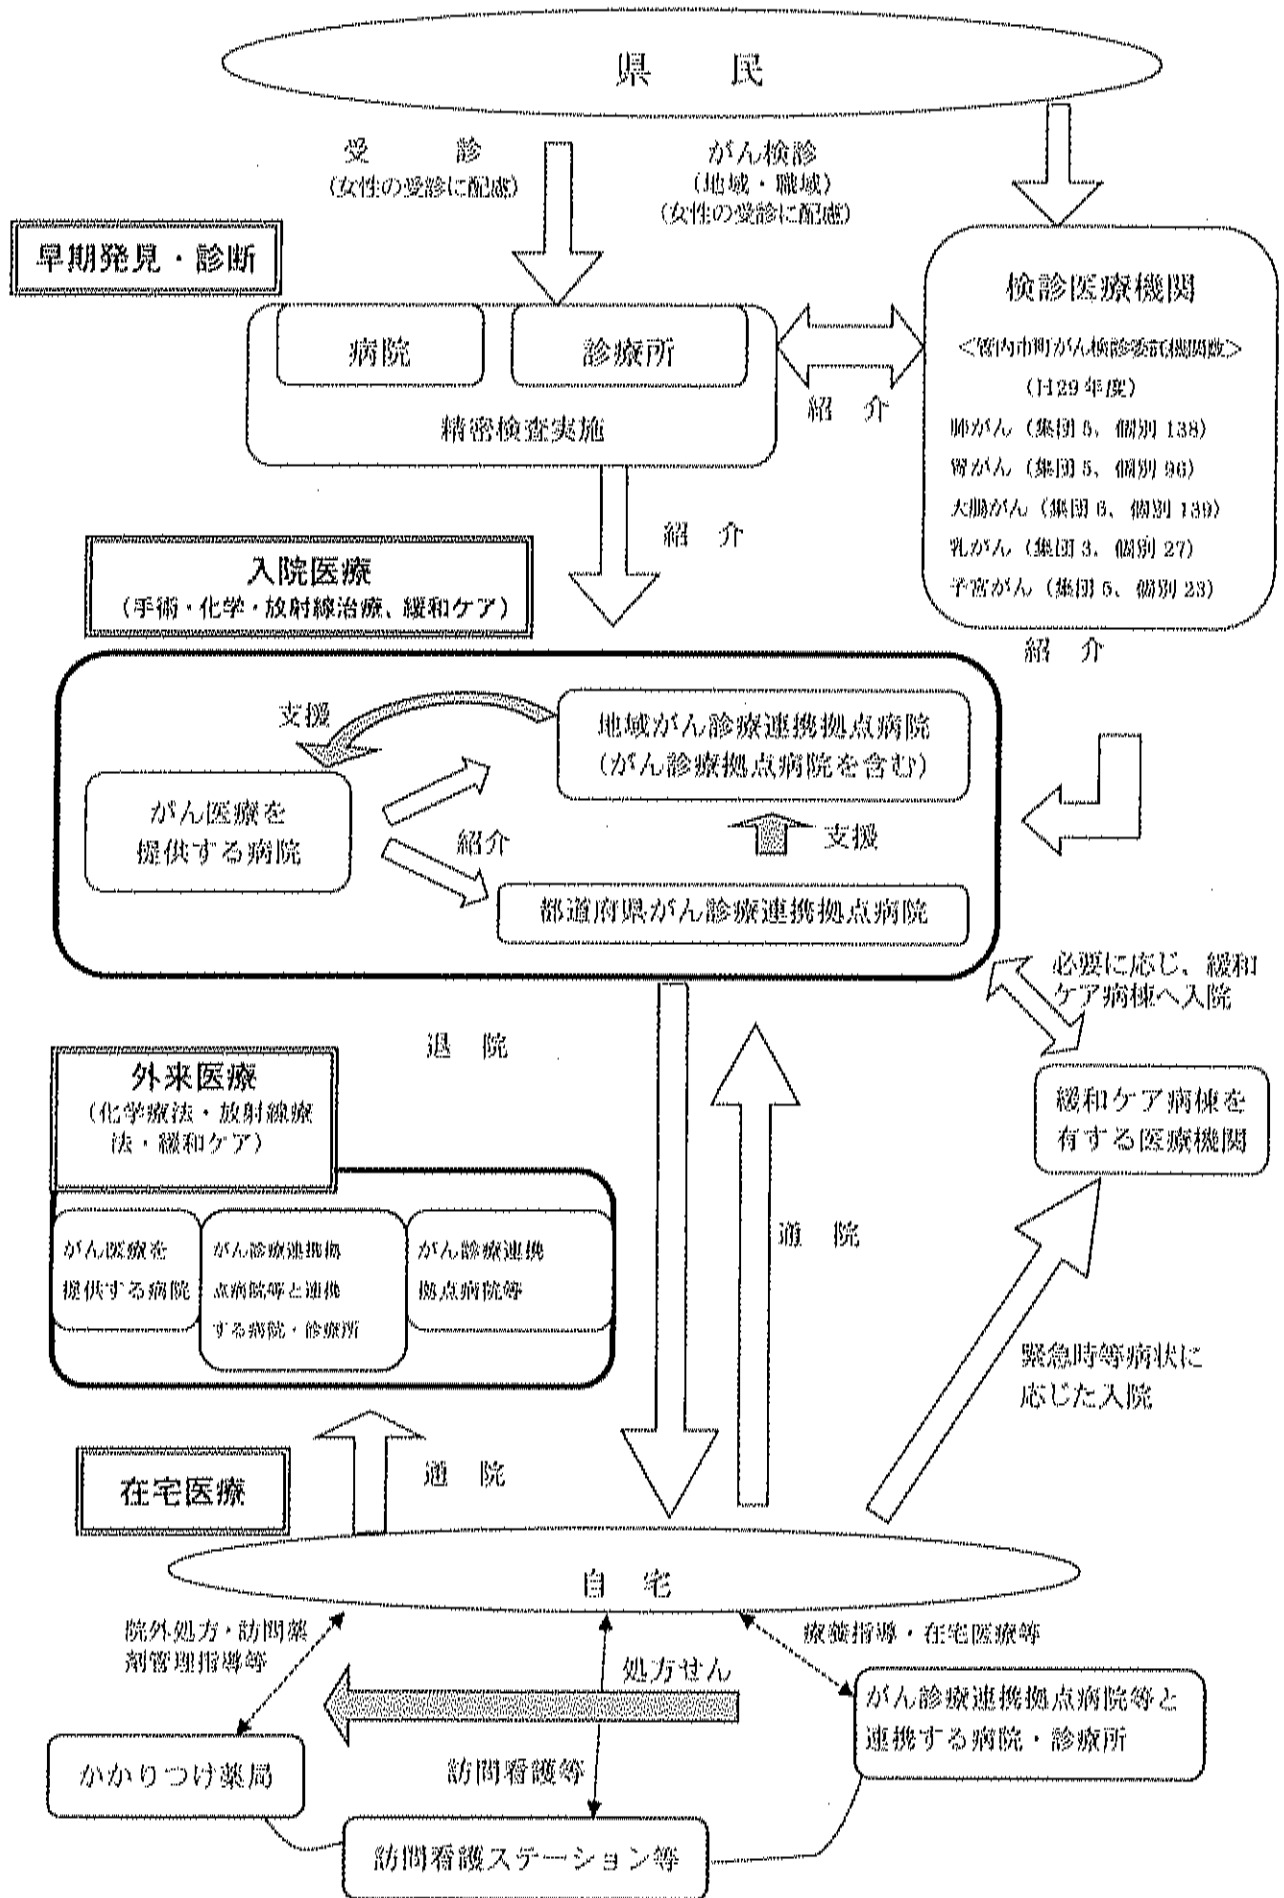 県　民
受　診
(女性の受診に配慮)
がん検診
(地域・職域)
(女性の受診に配慮)
早期発見・診断
病院
診療所
精密検査実施
紹　介
検診医療機関
＜管内市町がん検診委託機関数＞
(H29年度)
肺がん（集団5、個別138）
胃がん（集団5、個別96）
大腸がん（集団6、個別139）
乳がん（集団3、個別27）
子宮がん（集団5、個別23）
紹　介
紹　介
入院医療
（手術・化学・放射線治療、緩和ケア）
支援
地域がん診療連携拠点病院
(がん診療拠点病院を含む)
がん医療を
提供する病院
紹介
支援
都道府県がん診療連携拠点病院
必要に応じ、緩和
ケア病棟へ入院
退　院
外来医療
(化学療法・放射線療
法・緩和ケア)
緩和ケア病棟を
有する医療機関
がん医療を
提供する病院
がん診療連携拠
点病院等と連携
する病院・診療所
がん診療連携
拠点病院等
通　院
緊急時等病状に
応じた入院
在宅医療
通　院
自　宅
院外処方・訪問薬
剤管理指導等
療養指導・在宅医療等
処方せん
がん診療連携拠点病院等と
連携する病院・診療所
かかりつけ薬局
訪問看護等
訪問看護ステーション等